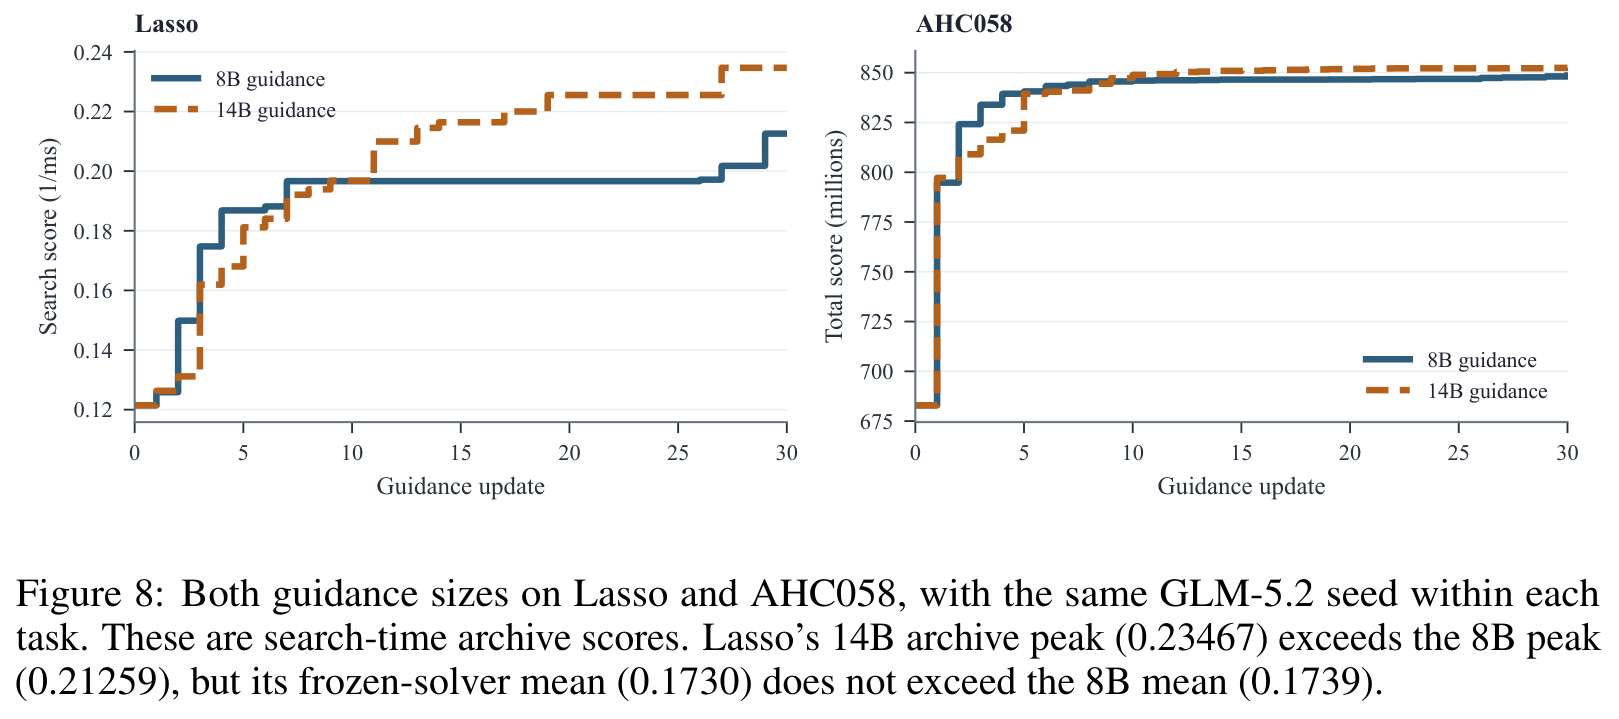 Lasso
0.24
0.22
0.20
0.18
0.16
0.14
0.12
Search score (1/ms)
8B guidance
14B guidance
0 5 10 15 20 25 30
Guidance update
AHC058
850
825
800
775
750
725
700
675
Total score (millions)
8B guidance
14B guidance
0 5 10 15 20 25 30
Guidance update
Figure 8: Both guidance sizes on Lasso and AHC058, with the same GLM-5.2 seed within each
task. These are search-time archive scores. Lasso’s 14B archive peak (0.23467) exceeds the 8B peak
(0.21259), but its frozen-solver mean (0.1730) does not exceed the 8B mean (0.1739).